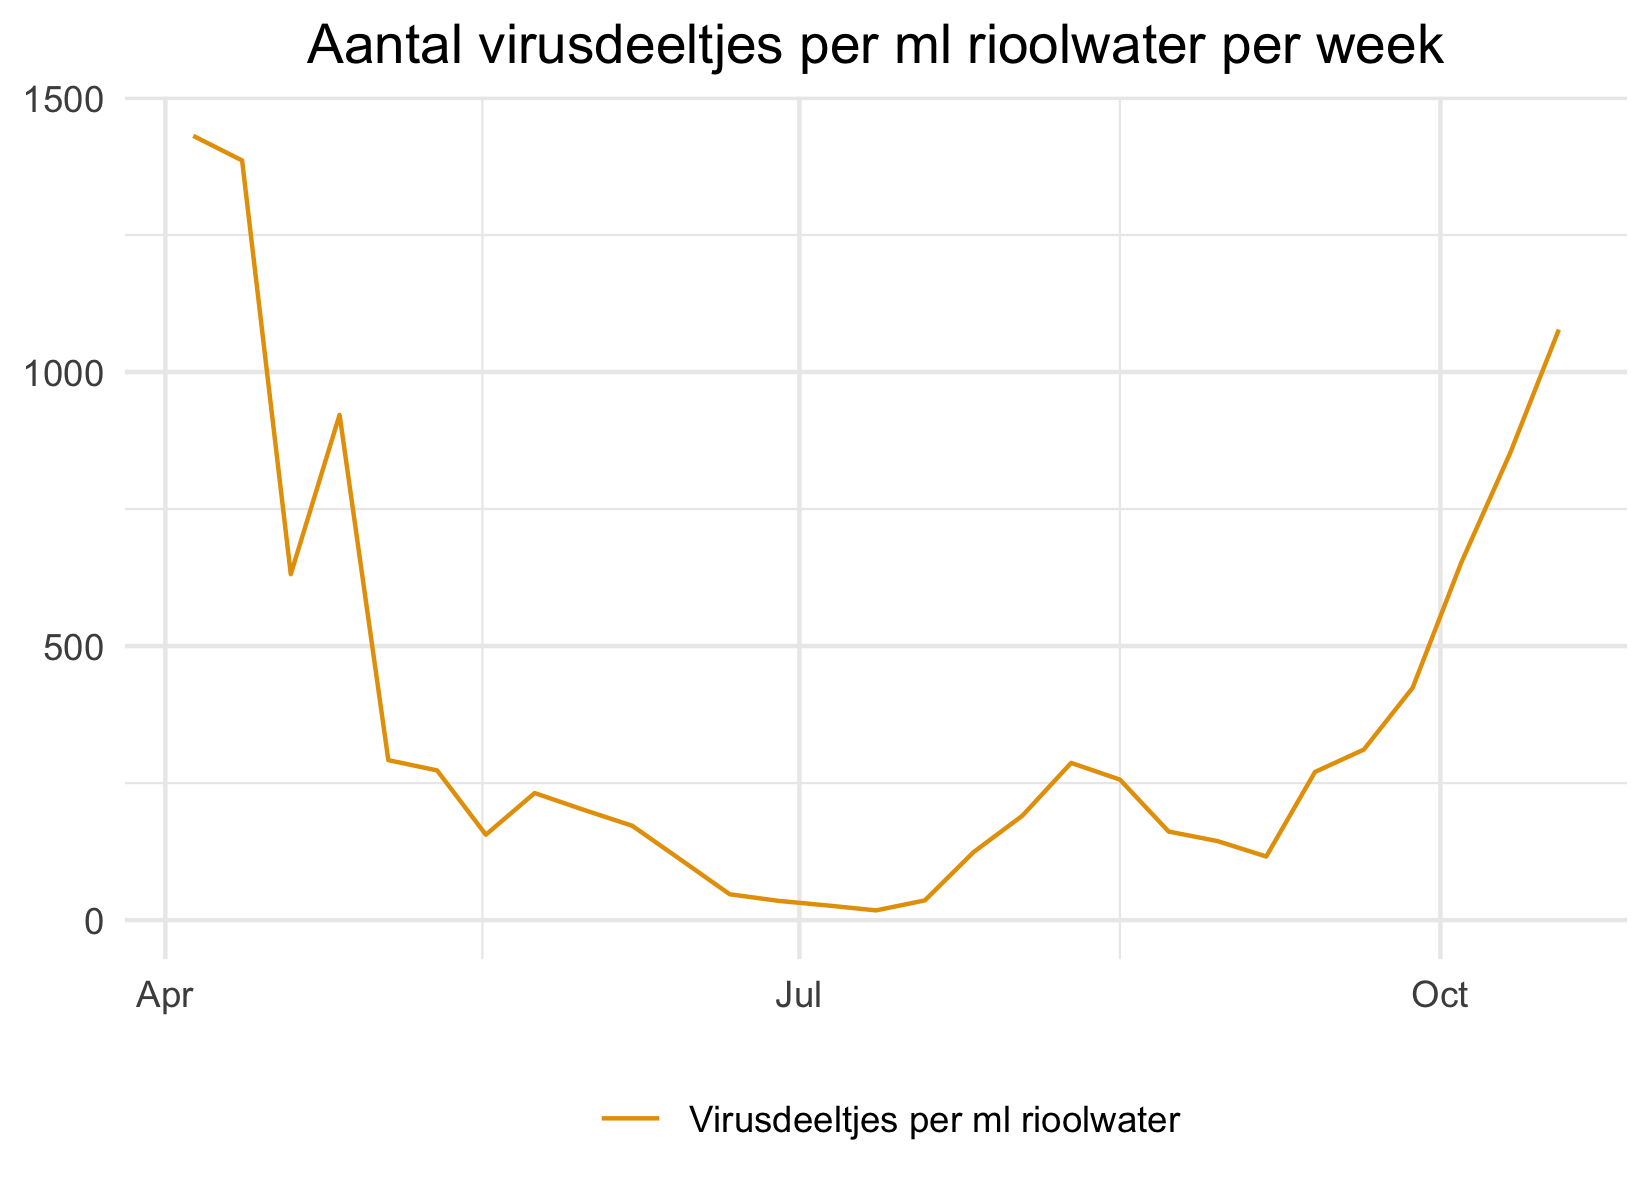 Aantal virusdeeltjes per ml rioolwater per week
1500
1000
500
0
Apr Jul Oct
Virusdeeltjes per ml rioolwater